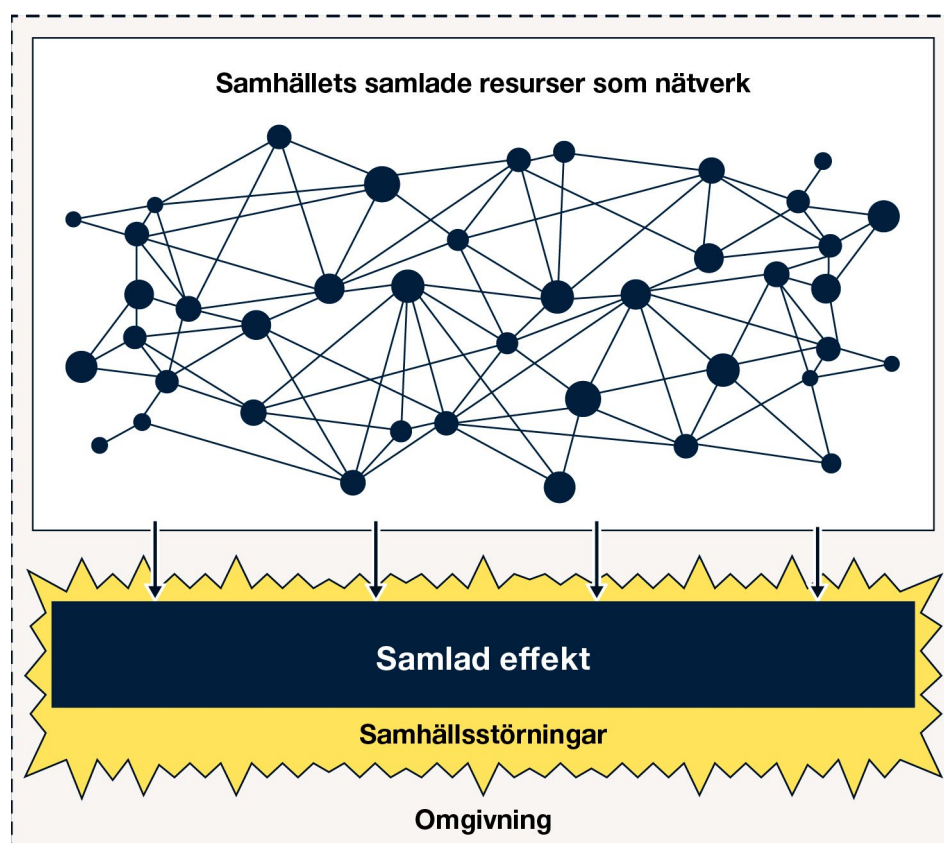 Samhällets samlade resurser som nätverk
Samlad effekt
Samhällsstörningar
Omgivning